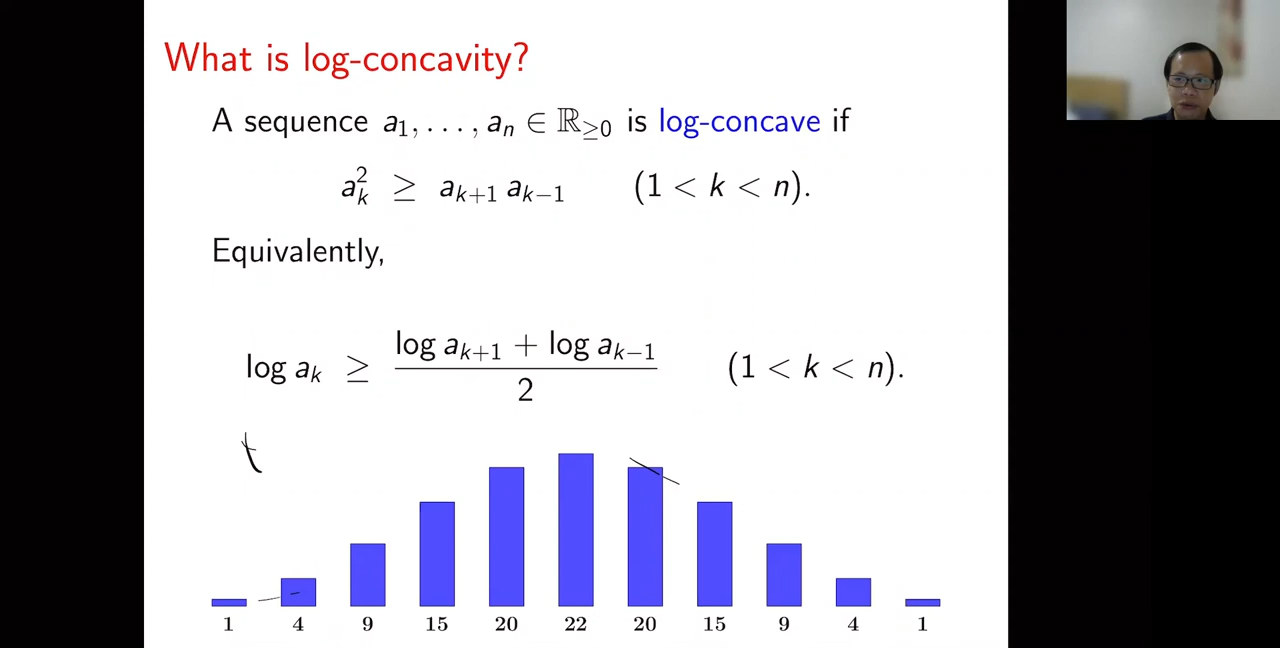 What is log-concavity?
A sequence a₁, . . . , aₙ ∈ ℝ≥0 is log-concave if
aₖ² ≥ aₖ₊₁ aₖ₋₁ (1 < k < n).
Equivalently,
log aₖ ≥ (log aₖ₊₁ + log aₖ₋₁)/2 (1 < k < n).
1 4 9 15 20 22 20 15 9 4 1